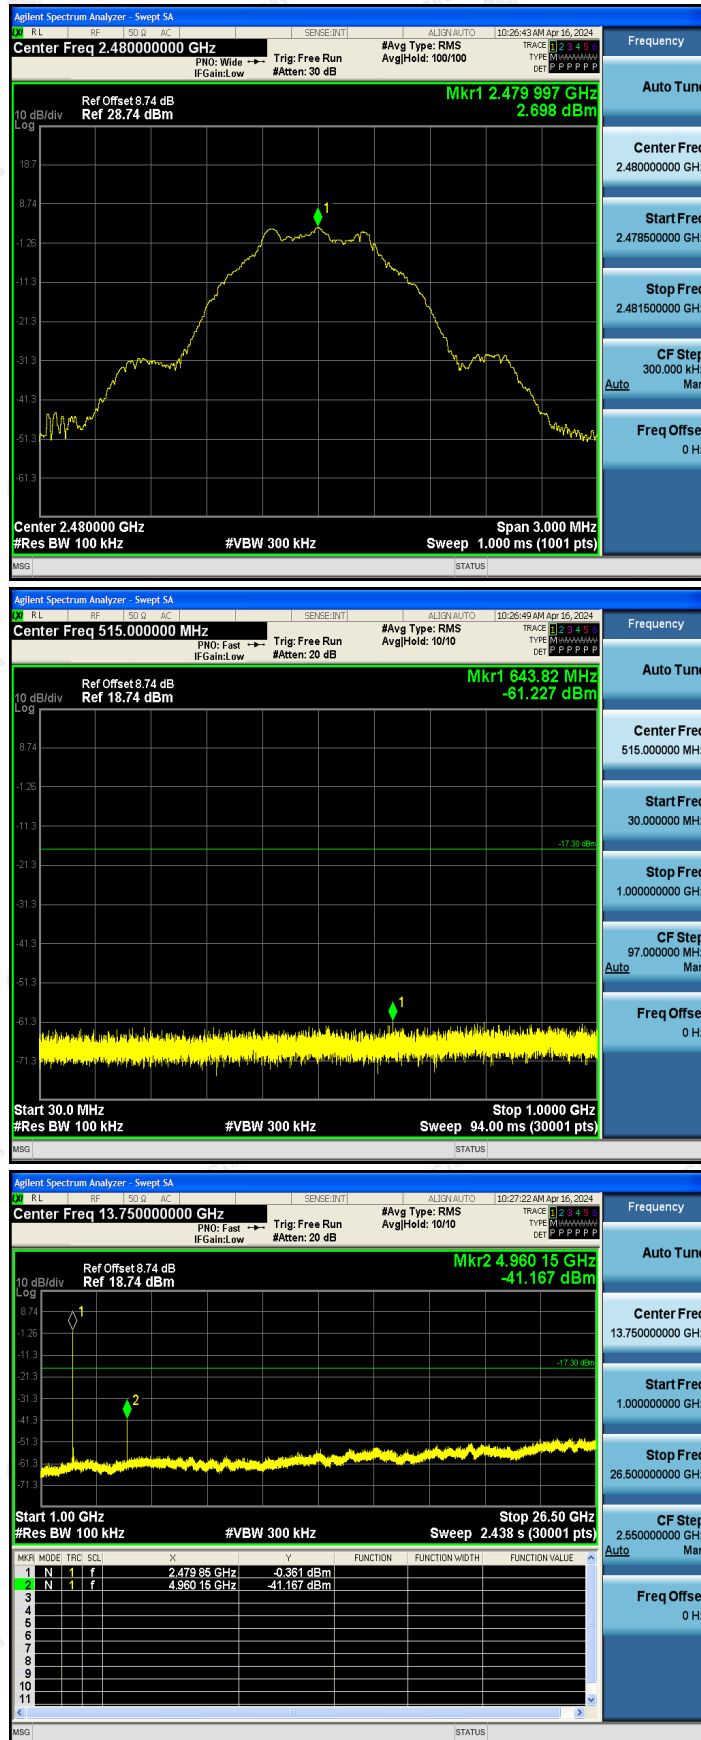 Agilent Spectrum Analyzer - Swept SA
LXI RL RF 50 Ω AC SENSE:INT ALIGNAUTO 10:26:43 AM Apr 16, 2024
Center Freq 2.480000000 GHz
#Avg Type: RMS
TRACE 1 2 3 4 5 6
PNO: Wide
Trig: Free Run
Avg|Hold: 100/100
TYPE M
IFGain:Low
#Atten: 30 dB
DET P P P P P P
Mkr1 2.479 997 GHz
2.698 dBm
Ref Offset 8.74 dB
10 dB/div Ref 28.74 dBm
Log
18.7
8.74
-1.26
-11.3
-21.3
-31.3
-41.3
-51.3
-61.3
1
Center 2.480000 GHz
Span 3.000 MHz
#Res BW 100 kHz
#VBW 300 kHz
Sweep 1.000 ms (1001 pts)
MSG
STATUS
Frequency
Auto Tune
Center Freq
2.480000000 GHz
Start Freq
2.478500000 GHz
Stop Freq
2.481500000 GHz
CF Step
300.000 kHz
Auto Man
Freq Offset
0 Hz
Agilent Spectrum Analyzer - Swept SA
LXI RL RF 50 Ω AC SENSE:INT ALIGNAUTO 10:26:49 AM Apr 16, 2024
Center Freq 515.000000 MHz
#Avg Type: RMS
TRACE 1 2 3 4 5 6
PNO: Fast
Trig: Free Run
Avg|Hold: 10/10
TYPE M
IFGain:Low
#Atten: 20 dB
DET P P P P P P
Mkr1 643.82 MHz
-61.227 dBm
Ref Offset 8.74 dB
10 dB/div Ref 18.74 dBm
Log
8.74
-1.26
-11.3
-21.3
-31.3
-41.3
-51.3
-61.3
-71.3
-17.30 dBm
1
Start 30.0 MHz
Stop 1.0000 GHz
#Res BW 100 kHz
#VBW 300 kHz
Sweep 94.00 ms (30001 pts)
MSG
STATUS
Frequency
Auto Tune
Center Freq
515.000000 MHz
Start Freq
30.000000 MHz
Stop Freq
1.000000000 GHz
CF Step
97.000000 MHz
Auto Man
Freq Offset
0 Hz
Agilent Spectrum Analyzer - Swept SA
LXI RL RF 50 Ω AC SENSE:INT ALIGNAUTO 10:27:22 AM Apr 16, 2024
Center Freq 13.750000000 GHz
#Avg Type: RMS
TRACE 1 2 3 4 5 6
PNO: Fast
Trig: Free Run
Avg|Hold: 10/10
TYPE M
IFGain:Low
#Atten: 20 dB
DET P P P P P P
Mkr2 4.960 15 GHz
-41.167 dBm
Ref Offset 8.74 dB
10 dB/div Ref 18.74 dBm
Log
8.74
-1.26
-11.3
-21.3
-31.3
-41.3
-51.3
-61.3
-71.3
-17.30 dBm
1
2
Start 1.00 GHz
Stop 26.50 GHz
#Res BW 100 kHz
#VBW 300 kHz
Sweep 2.438 s (30001 pts)
MKR MODE TRC SCL X Y FUNCTION FUNCTION WIDTH FUNCTION VALUE
1 N 1 f 2.479 85 GHz -0.361 dBm
2 N 1 f 4.960 15 GHz -41.167 dBm
3
4
5
6
7
8
9
10
11
MSG
STATUS
Frequency
Auto Tune
Center Freq
13.750000000 GHz
Start Freq
1.000000000 GHz
Stop Freq
26.500000000 GHz
CF Step
2.550000000 GHz
Auto Man
Freq Offset
0 Hz